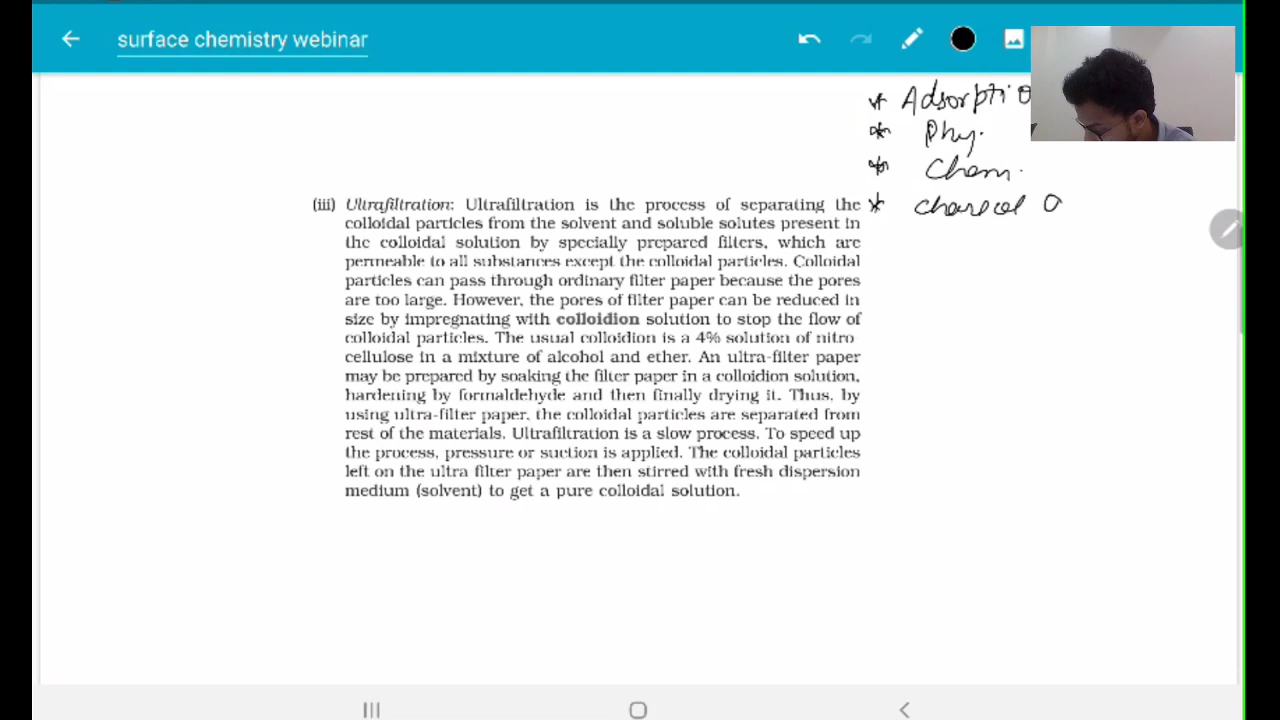 surface chemistry webinar
* Adsorptio
* Phy.
* Chem.
* Charcol
(iii) Ultrafiltration: Ultrafiltration is the process of separating the
colloidal particles from the solvent and soluble solutes present in
the colloidal solution by specially prepared filters, which are
permeable to all substances except the colloidal particles. Colloidal
particles can pass through ordinary filter paper because the pores
are too large. However, the pores of filter paper can be reduced in
size by impregnating with colloidion solution to stop the flow of
colloidal particles. The usual colloidion is a 4% solution of nitro
cellulose in a mixture of alcohol and ether. An ultra-filter paper
may be prepared by soaking the filter paper in a colloidion solution,
hardening by formaldehyde and then finally drying it. Thus, by
using ultra-filter paper, the colloidal particles are separated from
rest of the materials. Ultrafiltration is a slow process. To speed up
the process, pressure or suction is applied. The colloidal particles
left on the ultra filter paper are then stirred with fresh dispersion
medium (solvent) to get a pure colloidal solution.